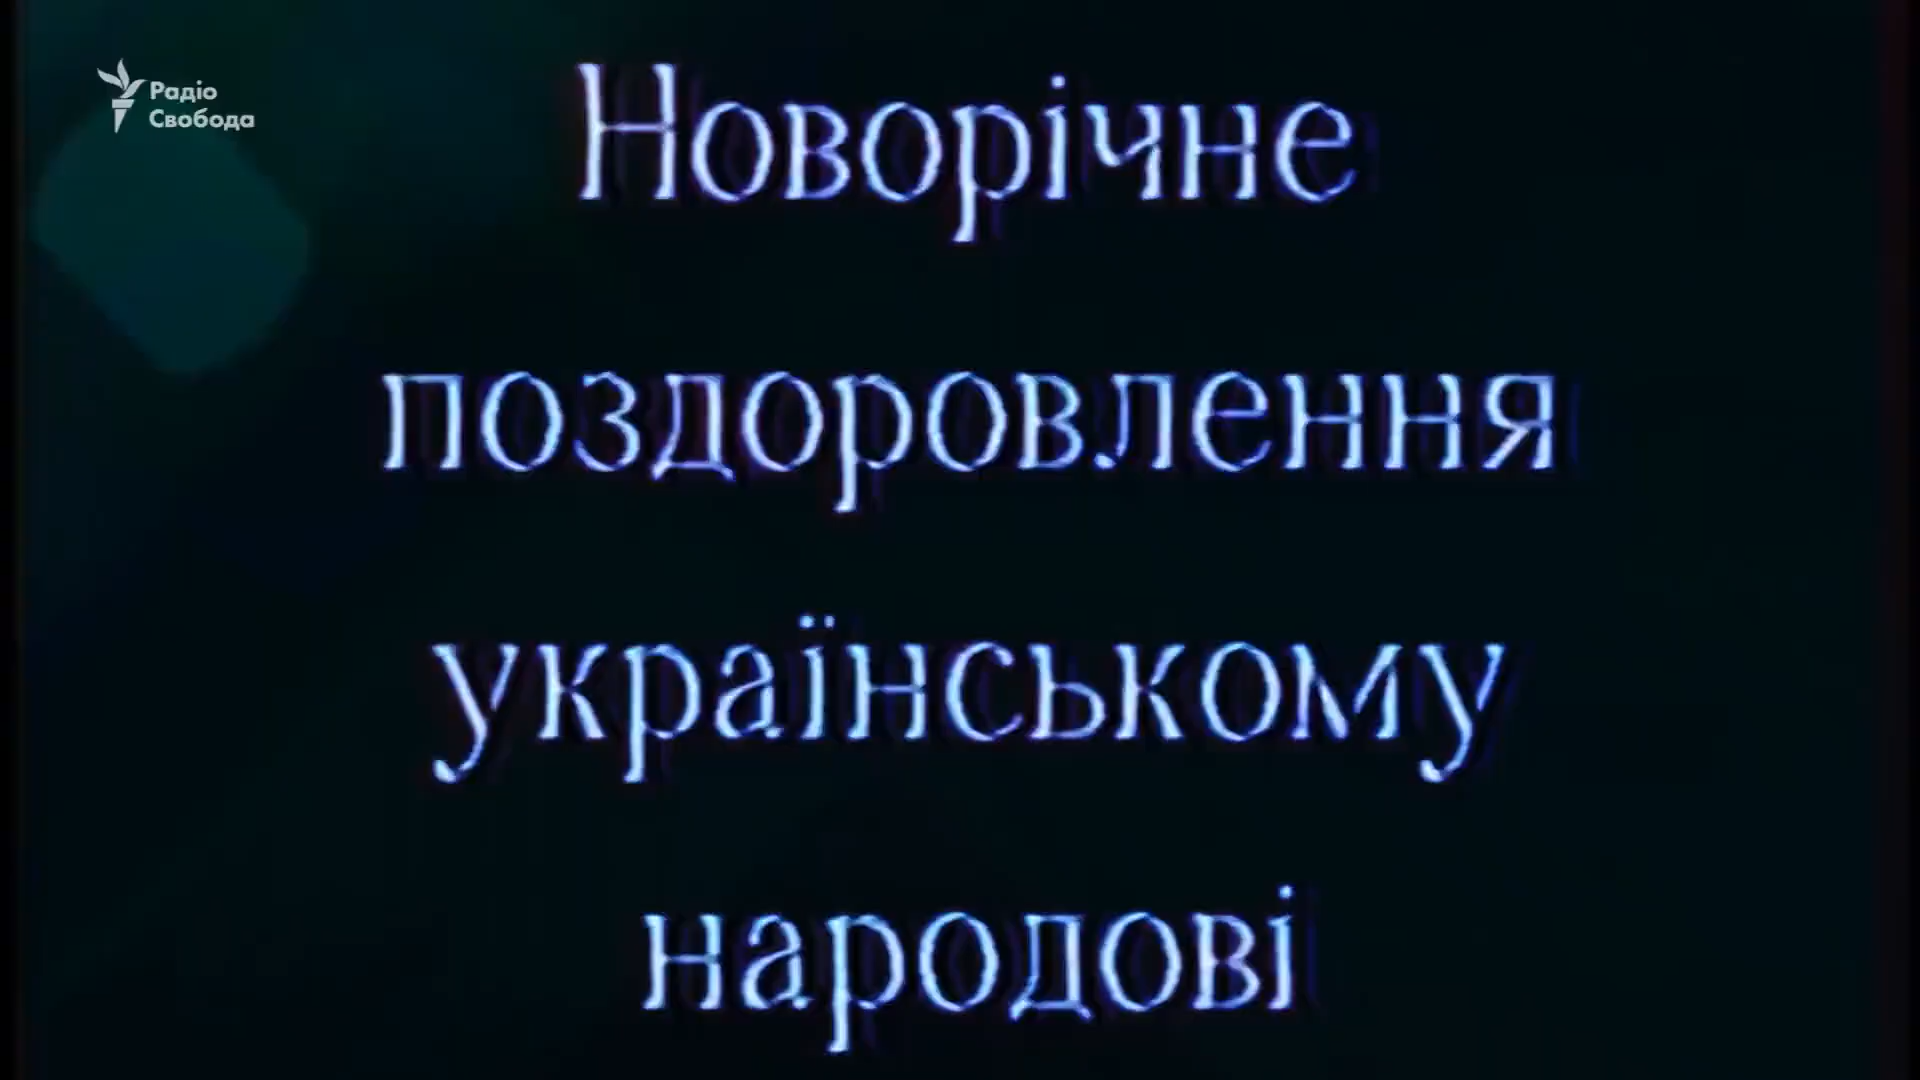 Радіо
Свобода
Новорічне
поздоровлення
українському
народові